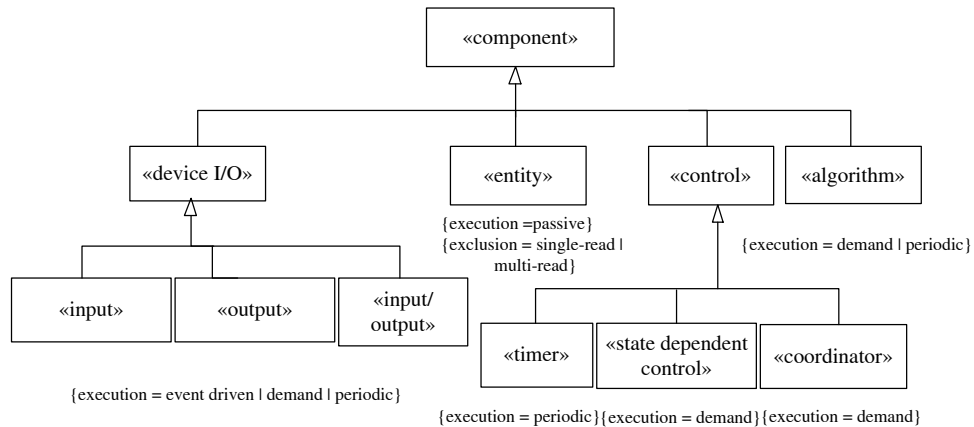 «component»
«device I/O»
«entity»
«control»
«algorithm»
{execution =passive}
{exclusion = single-read |
multi-read}
{execution = demand | periodic}
«input»
«output»
«input/
output»
«timer»
«state dependent
control»
«coordinator»
{execution = event driven | demand | periodic}
{execution = periodic}
{execution = demand}
{execution = demand}